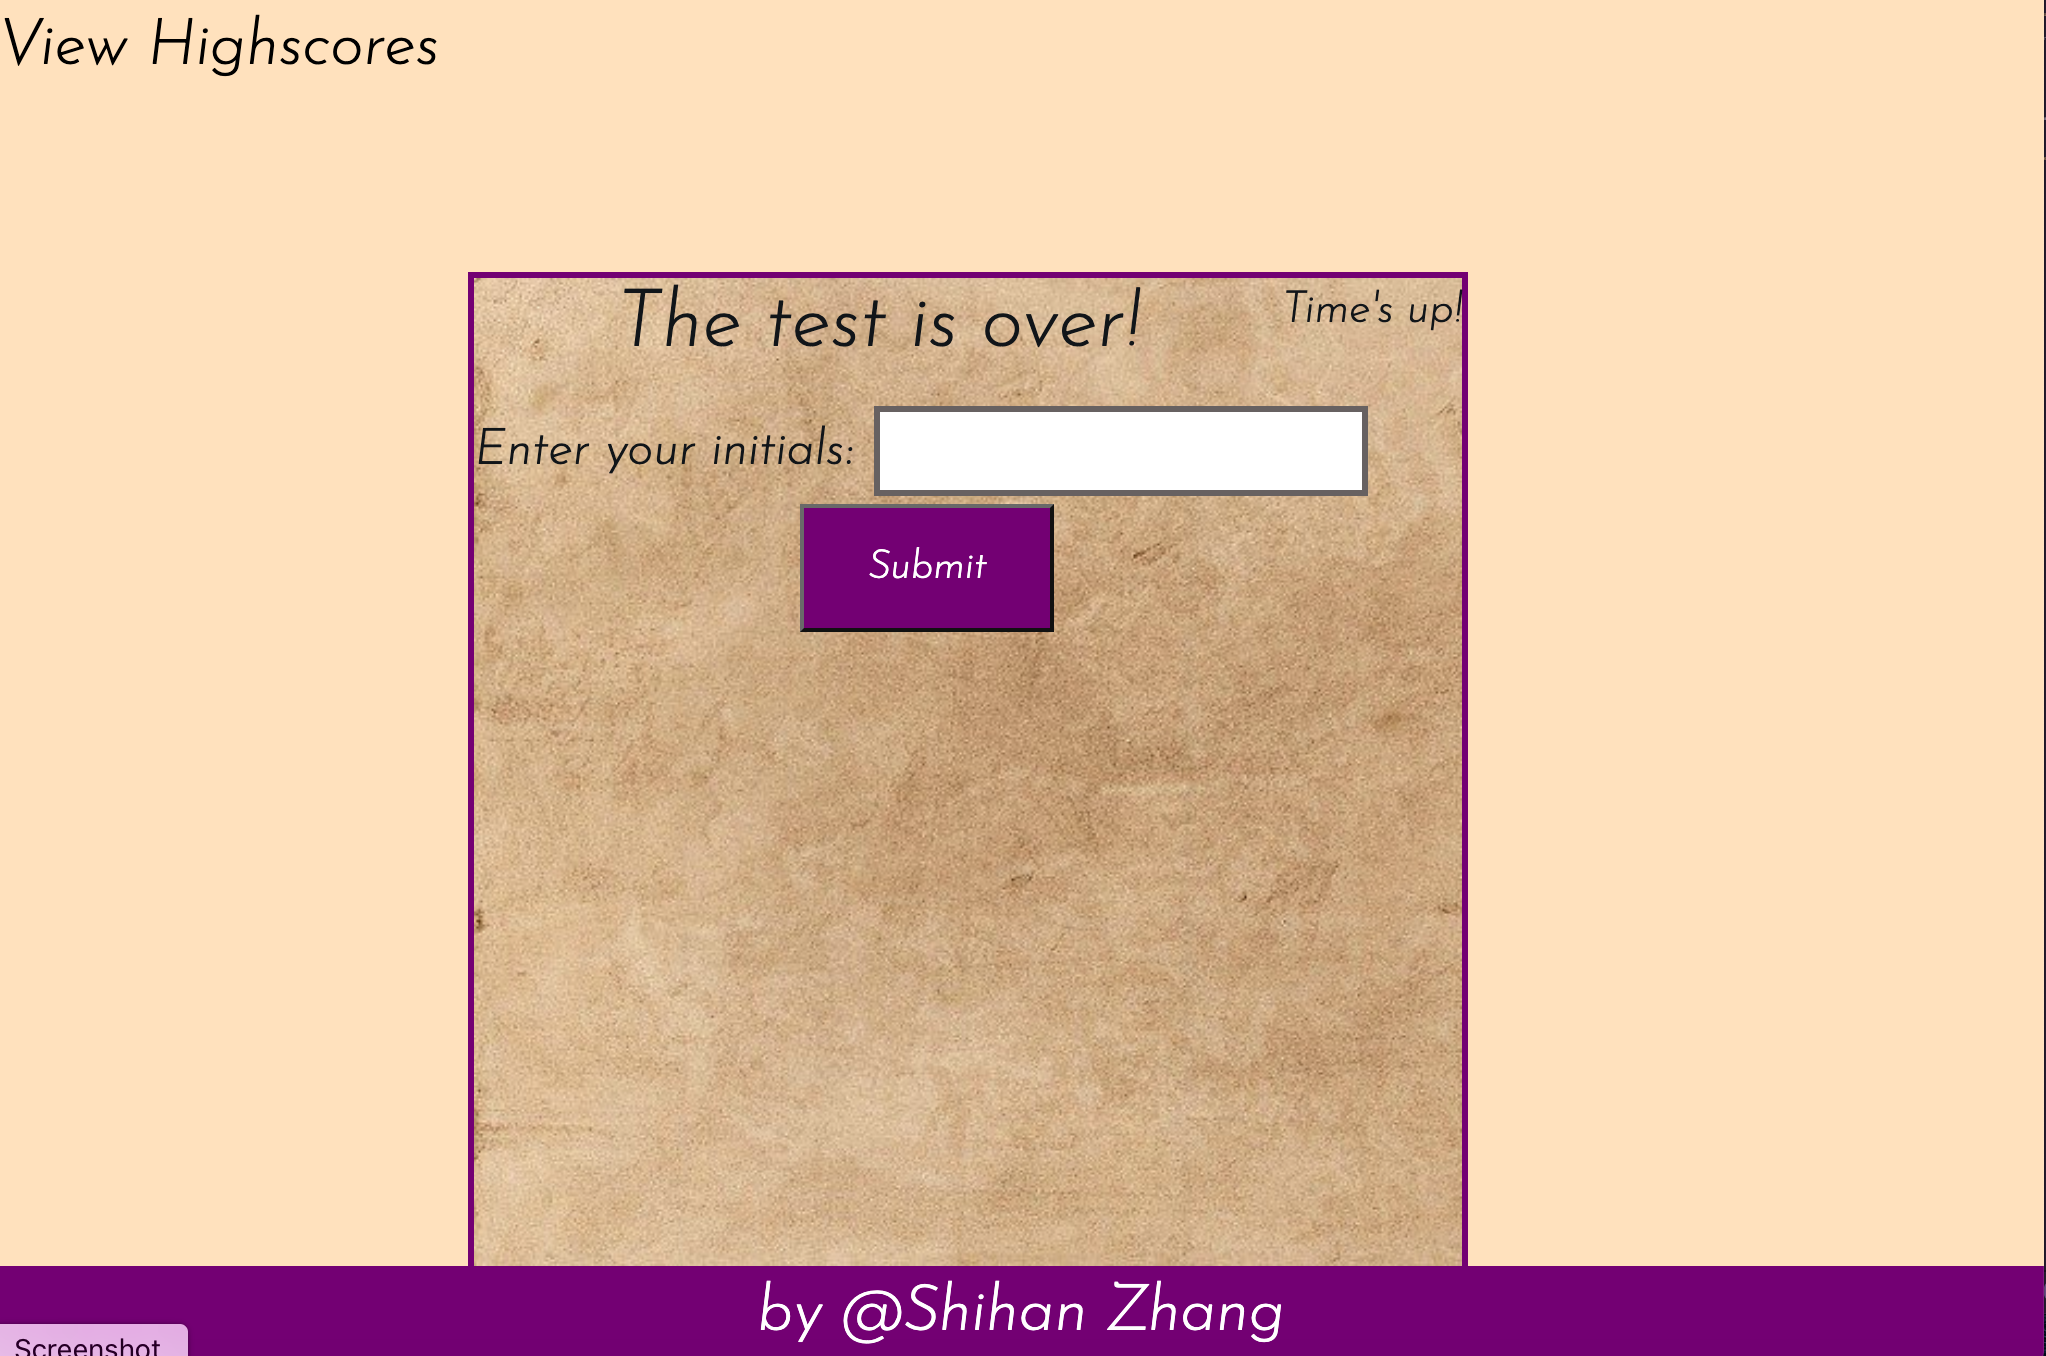 View Highscores
The test is over!
Time's up!
Enter your initials:
Submit
by @Shihan Zhang
Screenshot